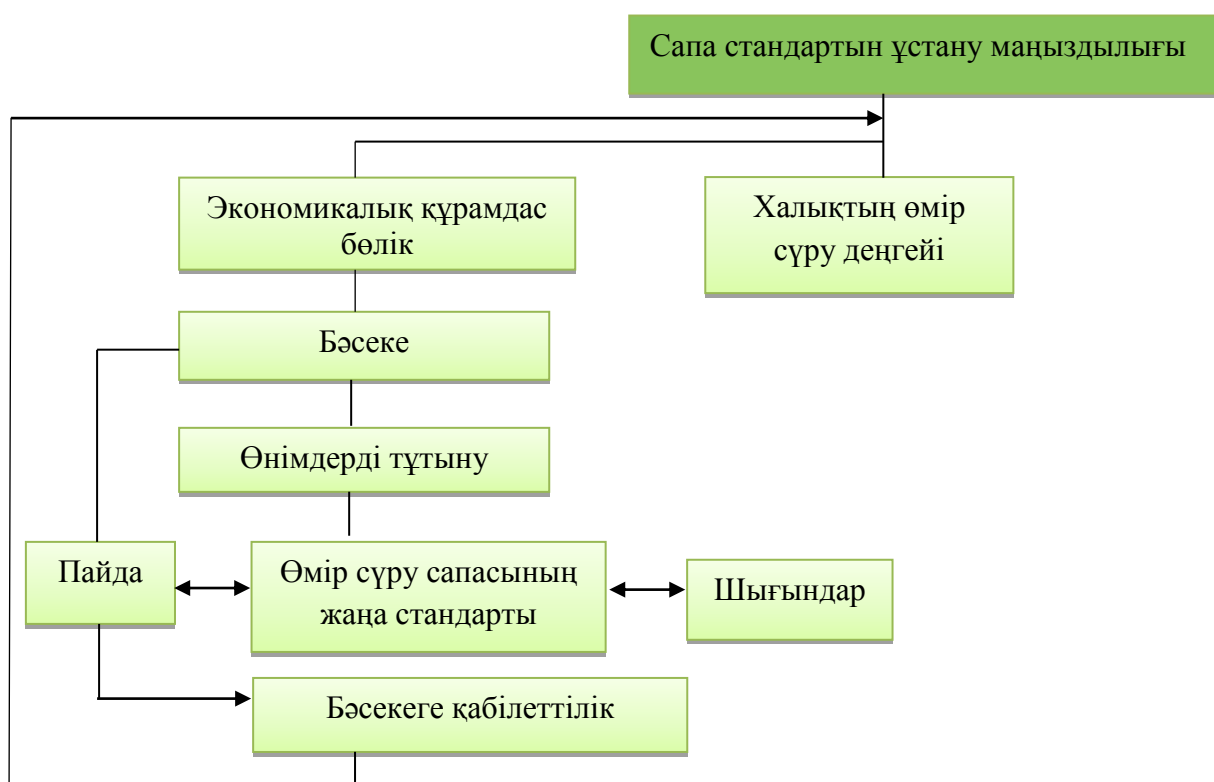 Сапа стандартын ұстану маңыздылығы
Экономикалық құрамдас
бөлік
Халықтың өмір
сүру деңгейі
Бәсеке
Өнімдерді тұтыну
Пайда
Өмір сүру сапасының
жаңа стандарты
Шығындар
Бәсекеге қабілеттілік